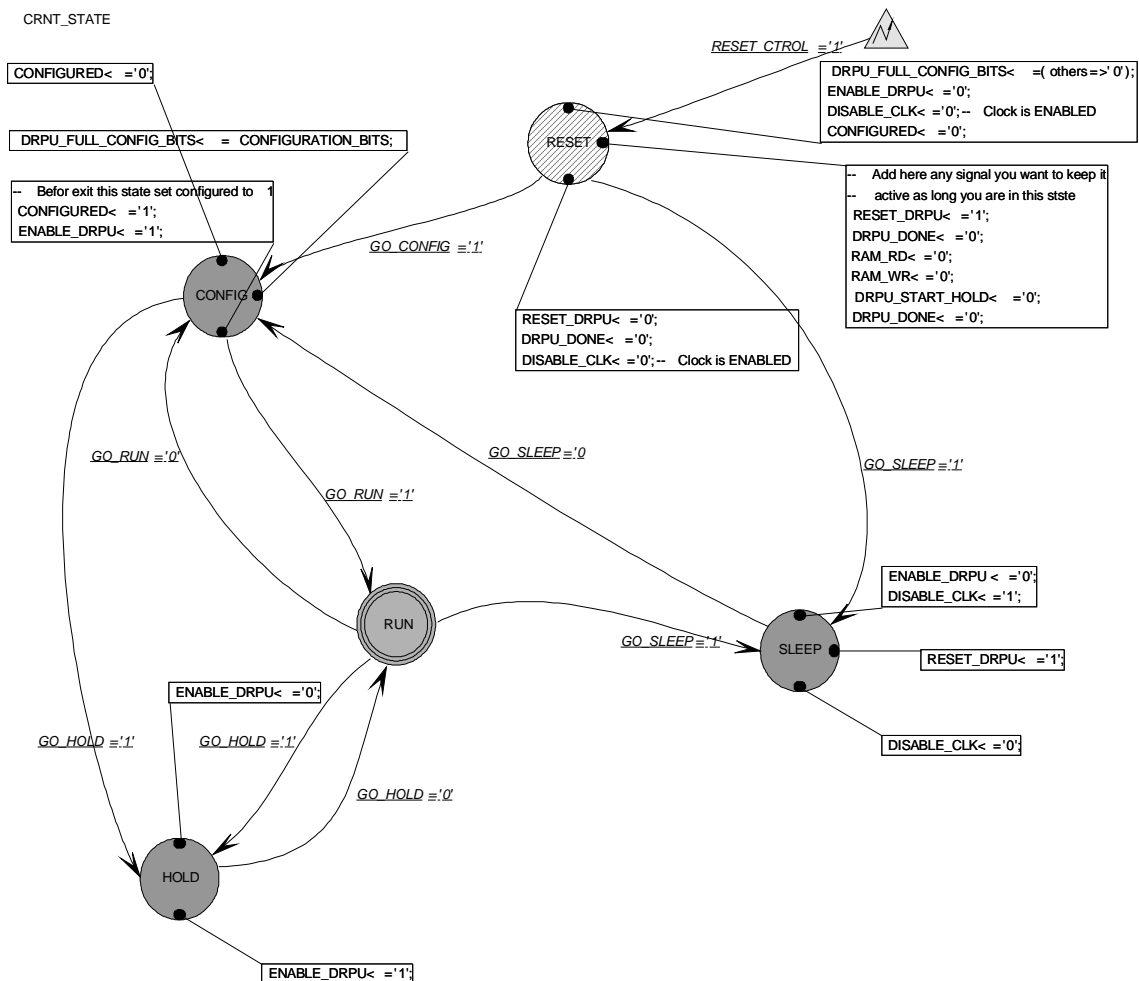 CRNT_STATE
RESET_CTROL ='1'
CONFIGURED< ='0';
DRPU_FULL_CONFIG_BITS< =( others=>'0');
ENABLE_DRPU< ='0';
DISABLE_CLK< ='0';-- Clock is ENABLED
CONFIGURED< ='0';
DRPU_FULL_CONFIG_BITS< = CONFIGURATION_BITS;
RESET
-- Add here any signal you want to keep it
-- active as long you are in this stste
RESET_DRPU< ='1';
DRPU_DONE< ='0';
RAM_RD< ='0';
RAM_WR< ='0';
DRPU_START_HOLD< ='0';
DRPU_DONE< ='0';
-- Befor exit this state set configured to 1
CONFIGURED< ='1';
ENABLE_DRPU< ='1';
GO_CONFIG ='1'
CONFIG
RESET_DRPU< ='0';
DRPU_DONE< ='0';
DISABLE_CLK< ='0';-- Clock is ENABLED
GO_RUN ='0'
GO_SLEEP='0
GO_SLEEP='1'
GO_RUN ='1'
ENABLE_DRPU < ='0';
DISABLE_CLK< ='1';
RUN
GO_SLEEP='1'
SLEEP
RESET_DRPU< ='1';
ENABLE_DRPU< ='0';
GO_HOLD ='1'
GO_HOLD ='1'
DISABLE_CLK< ='0';
GO_HOLD ='0'
HOLD
ENABLE_DRPU< ='1';